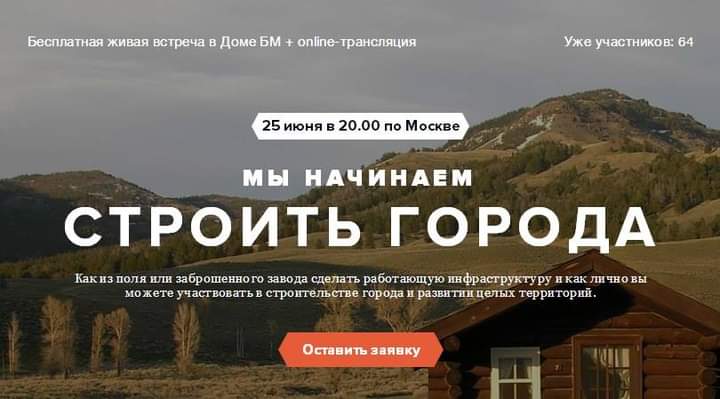 Бесплатная живая встреча в Доме БМ + online-трансляция
Уже участников: 64
25 июня в 20.00 по Москве
МЫ НАЧИНАЕМ
СТРОИТЬ ГОРОДА
Как из поля или заброшенного завода сделать работающую инфраструктуру и как лично вы
можете участвовать в строительстве города и развитии целых территорий.
Оставить заявку